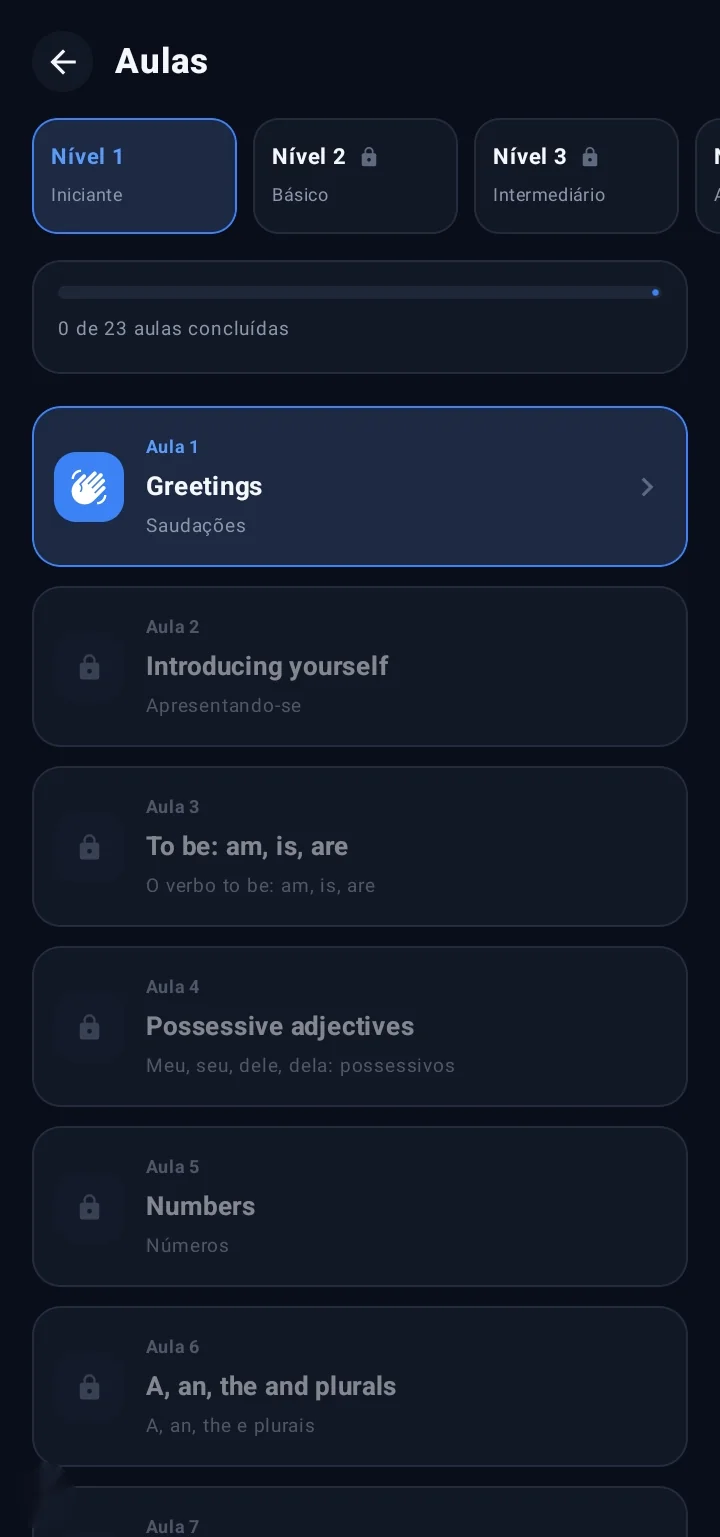 Aulas
Nível 1
Iniciante
Nível 2
Básico
Nível 3
Intermediário
0 de 23 aulas concluídas
Aula 1
Greetings
Saudações
Aula 2
Introducing yourself
Apresentando-se
Aula 3
To be: am, is, are
O verbo to be: am, is, are
Aula 4
Possessive adjectives
Meu, seu, dele, dela: possessivos
Aula 5
Numbers
Números
Aula 6
A, an, the and plurals
A, an, the e plurais
Aula 7